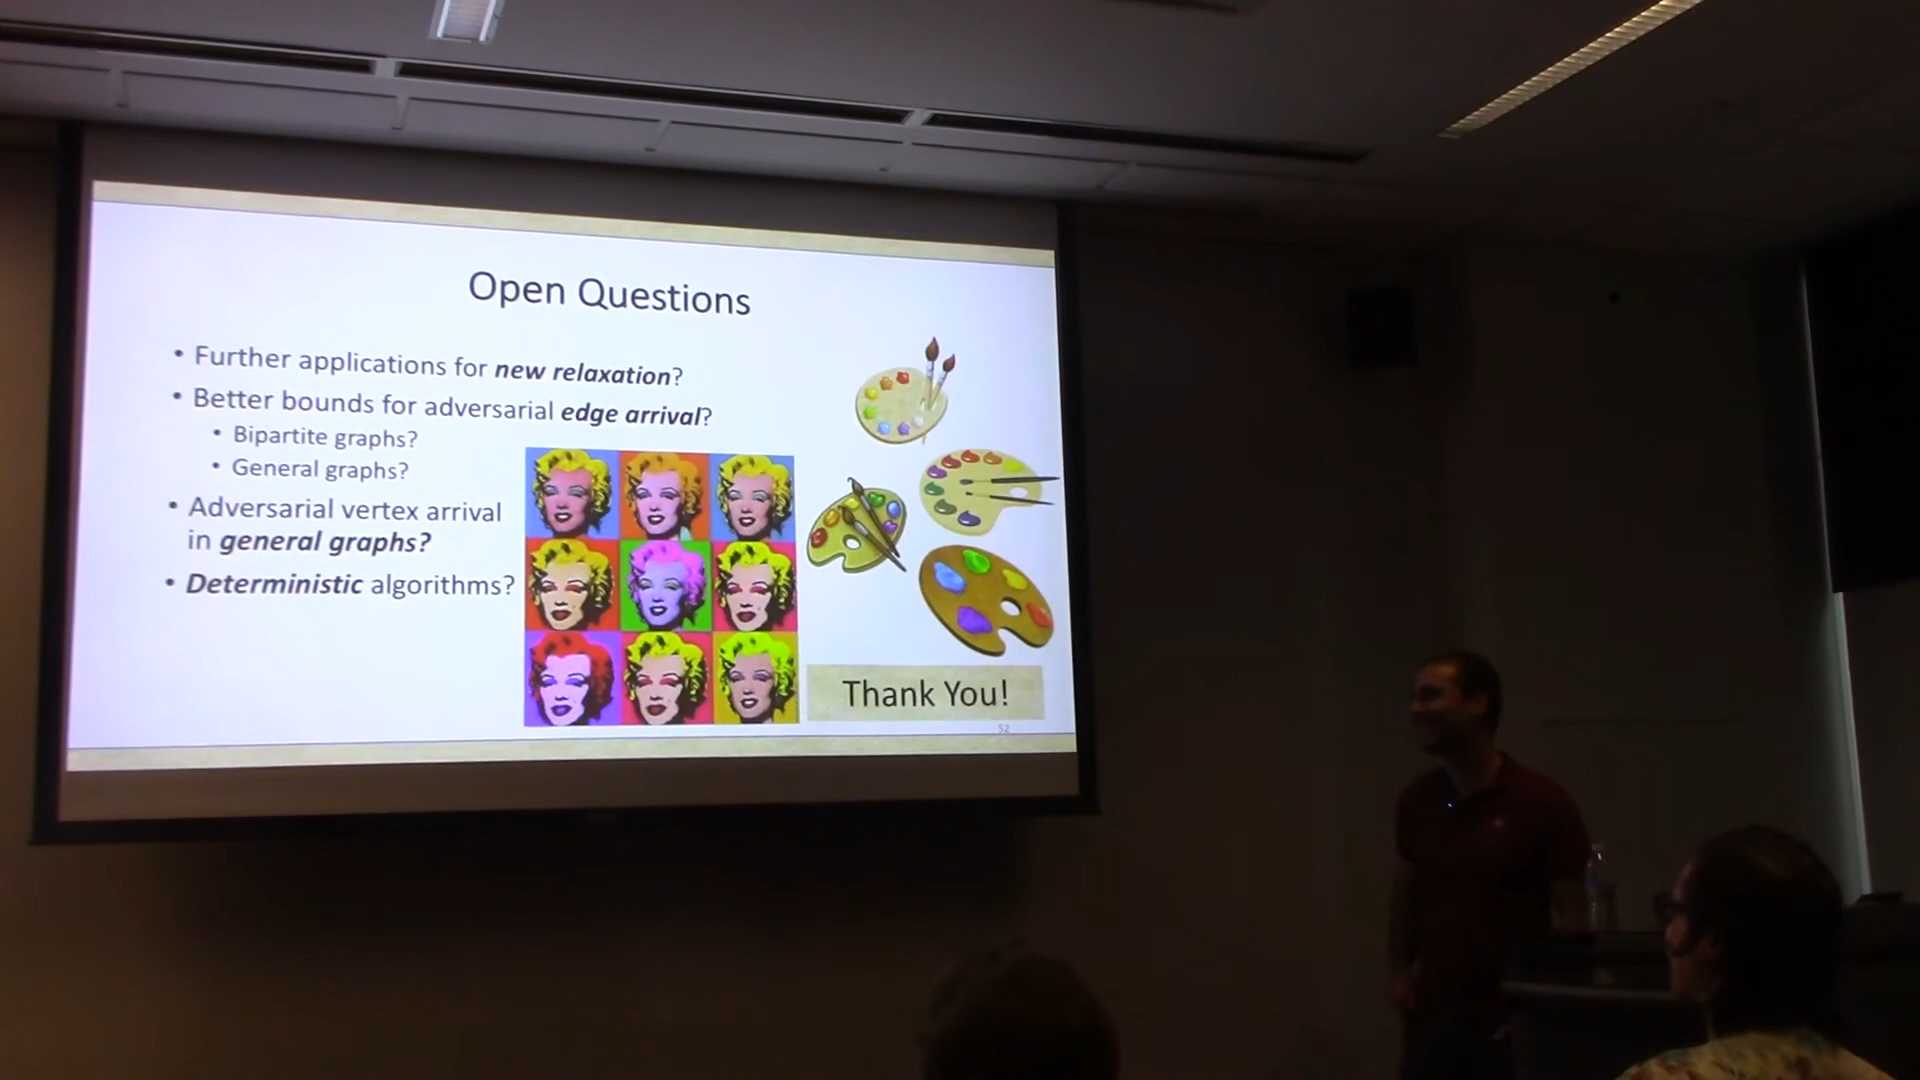 Open Questions
• Further applications for new relaxation?
• Better bounds for adversarial edge arrival?
• Bipartite graphs?
• General graphs?
• Adversarial vertex arrival
in general graphs?
• Deterministic algorithms?
Thank You!
52